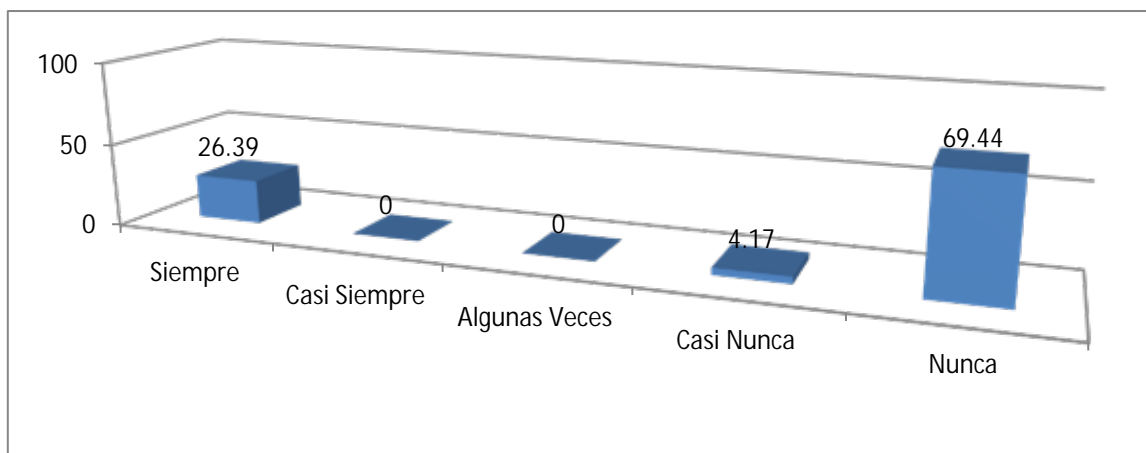 100
50
0
26.39
0
0
4.17
69.44
Siempre
Casi Siempre
Algunas Veces
Casi Nunca
Nunca